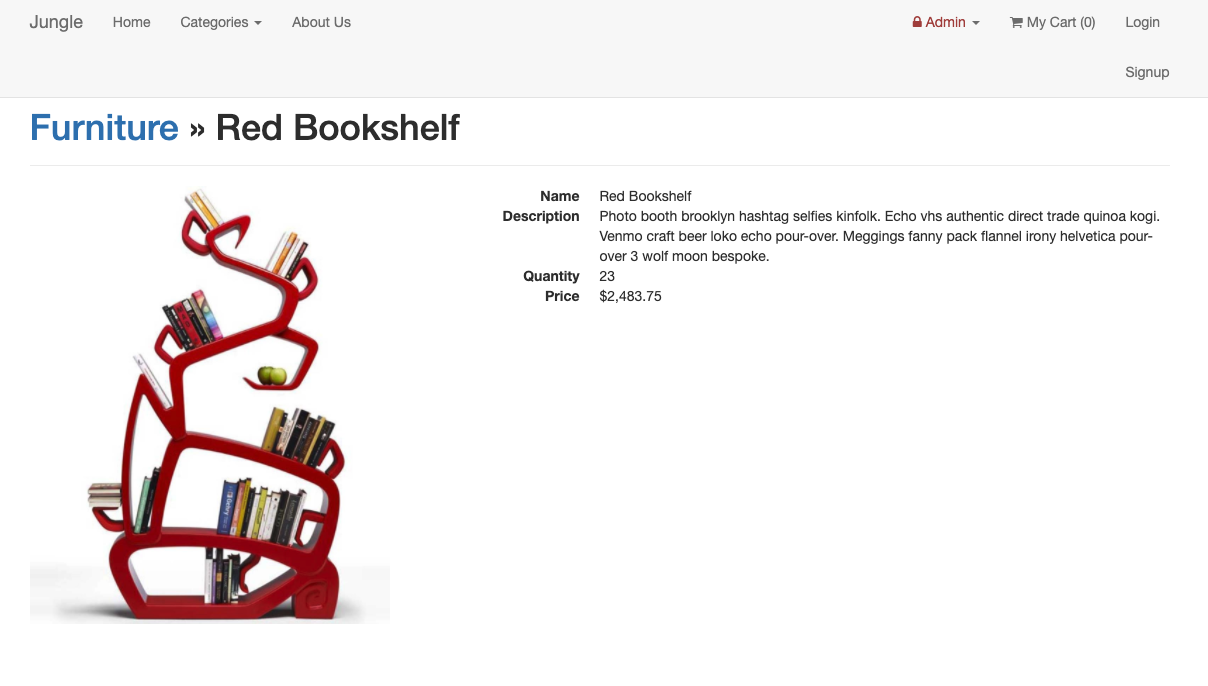 Jungle Home Categories About Us Admin My Cart (0) Login
Signup
Furniture » Red Bookshelf
Name Red Bookshelf
Description Photo booth brooklyn hashtag selfies kinfolk. Echo vhs authentic direct trade quinoa kogi.
Venmo craft beer loko echo pour-over. Meggings fanny pack flannel irony helvetica pour-
over 3 wolf moon bespoke.
Quantity 23
Price $2,483.75